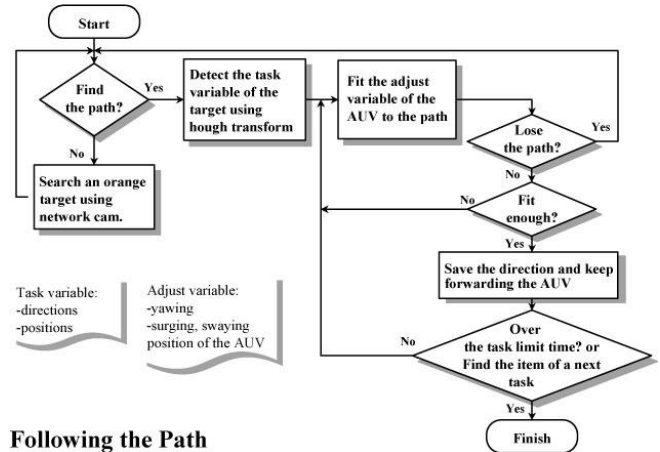 Start
Find
the path?
Yes
No
Search an orange
target using
network cam.
Detect the task
variable of the
target using
hough transform
Fit the adjust
variable of the
AUV to the path
Lose
the path?
Yes
No
Fit
enough?
No
Yes
Save the direction and keep
forwarding the AUV
Over
the task limit time? or
Find the item of a next
task
No
Yes
Finish
Task variable:
-directions
-positions
Adjust variable:
-yawing
-surging, swaying
position of the AUV
Following the Path